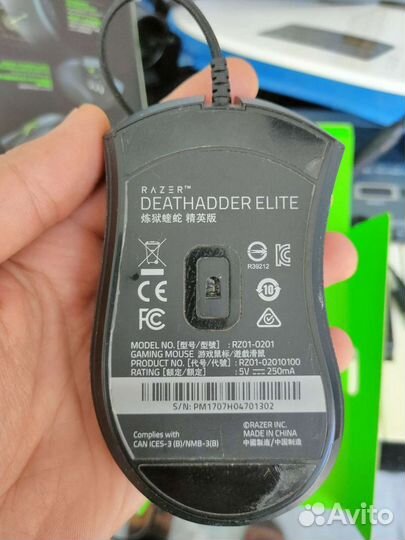 RAZER™
DEATHADDER ELITE
炼狱蝰蛇 精英版
R39212
10
CE
FC
MODEL NO. [型号/型號] : RZ01-0201
GAMING MOUSE 游戏鼠标/遊戲滑鼠
PRODUCT NO. [代号/代號] : RZ01-02010100
RATING [额定/額定] : 5V ⎓ 250mA
S/N: PM1707H04701302
Complies with
CAN ICES-3 (B)/NMB-3(B)
©RAZER INC.
MADE IN CHINA
中國製造/中国制造
Avito